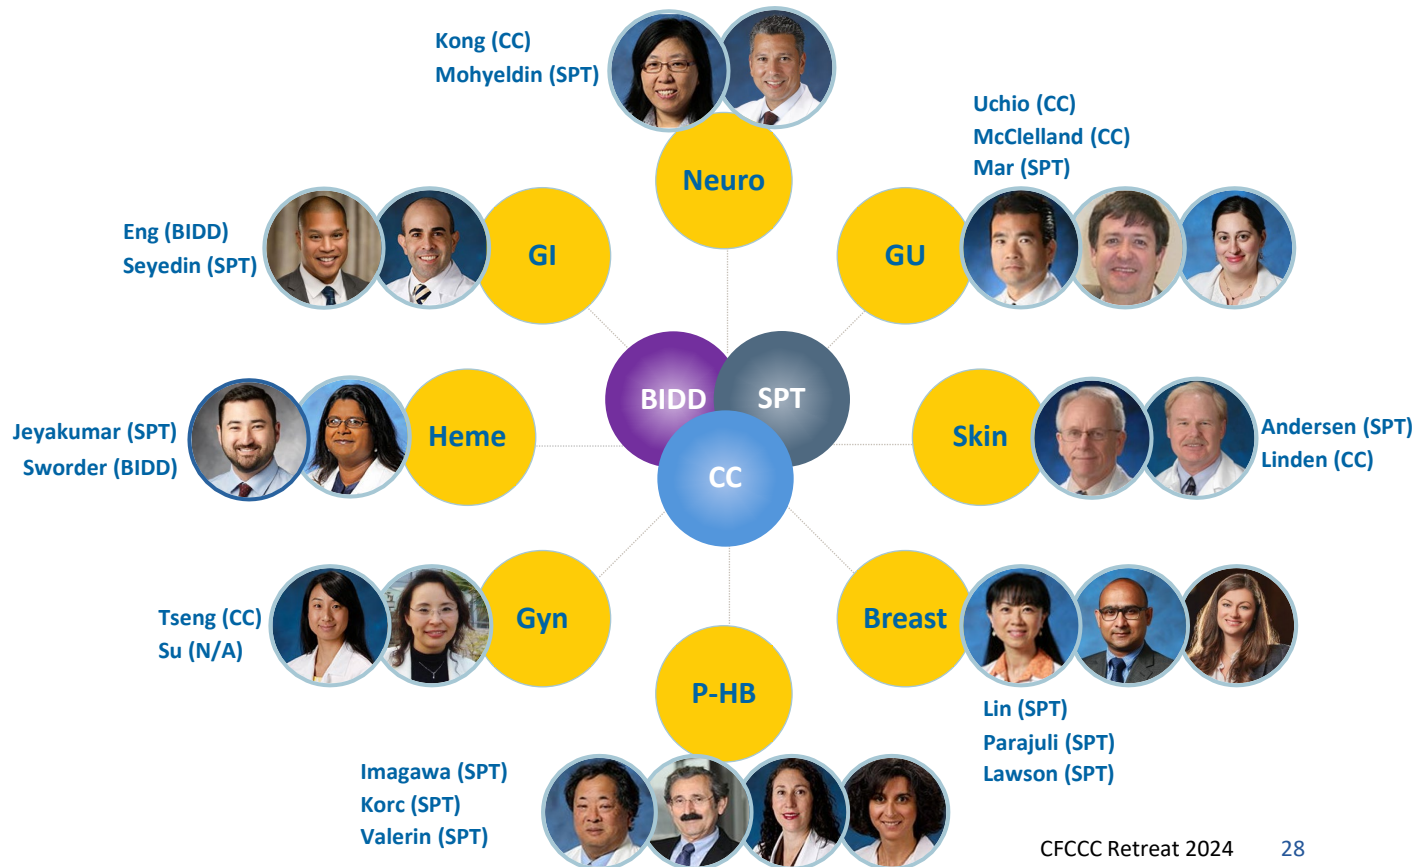 Kong (CC)
Mohyeldin (SPT)
Neuro
Uchio (CC)
McClelland (CC)
Mar (SPT)
GU
Eng (BIDD)
Seyedin (SPT)
GI
BIDD
SPT
CC
Jeyakumar (SPT)
Sworder (BIDD)
Heme
Skin
Andersen (SPT)
Linden (CC)
Tseng (CC)
Su (N/A)
Gyn
Breast
Lin (SPT)
Parajuli (SPT)
Lawson (SPT)
P-HB
Imagawa (SPT)
Korc (SPT)
Valerin (SPT)
CFCCC Retreat 2024 28